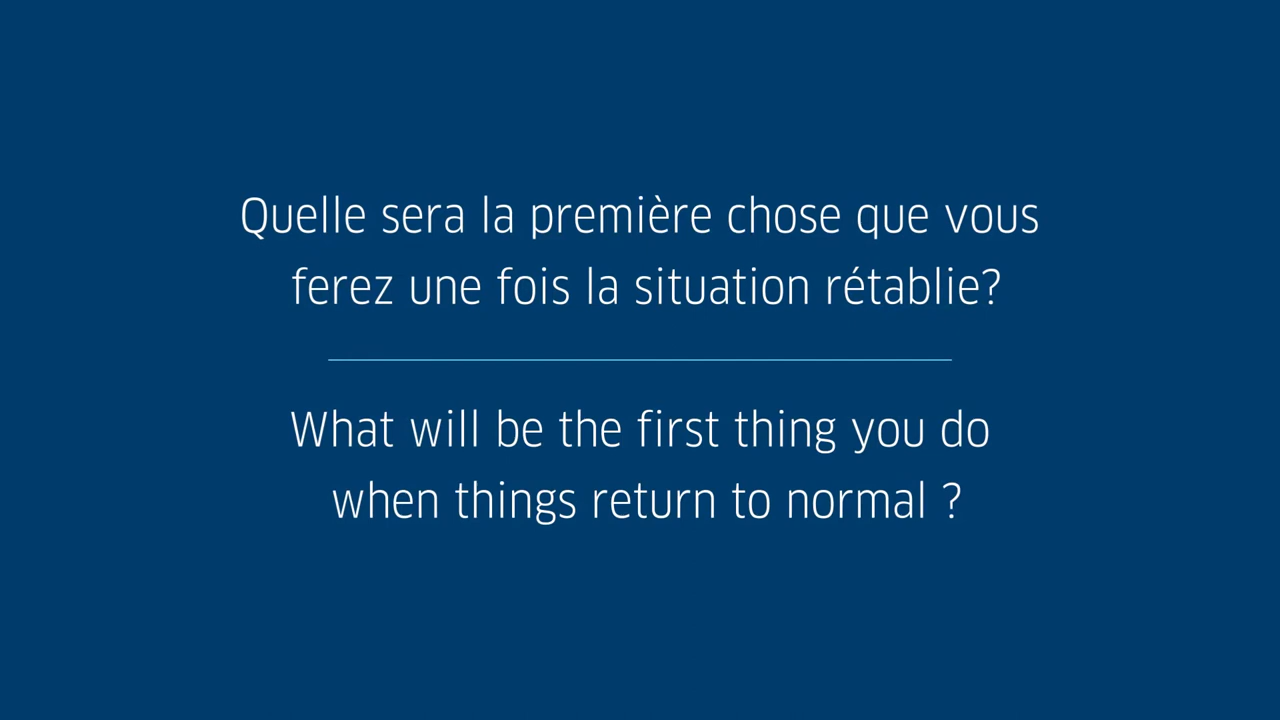 Quelle sera la première chose que vous
ferez une fois la situation rétablie?
What will be the first thing you do
when things return to normal ?